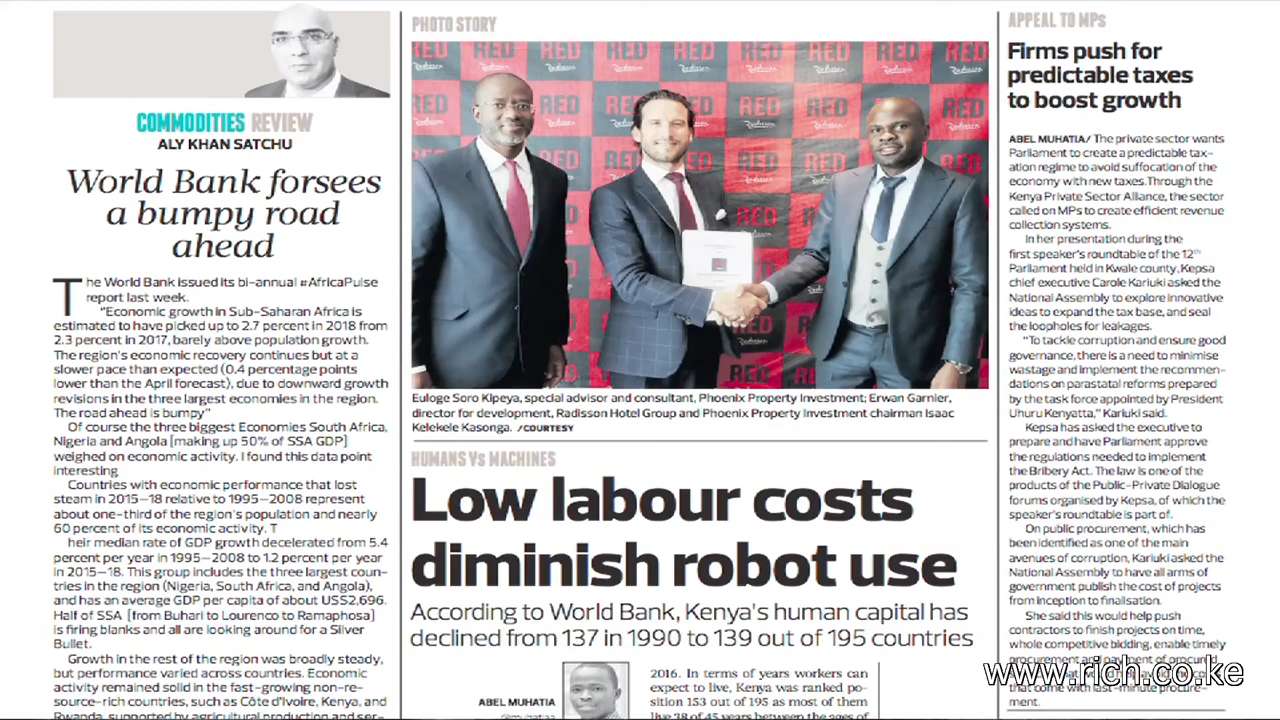 COMMODITIES REVIEW
ALY KHAN SATCHU
World Bank forsees
a bumpy road
ahead
The World Bank issued its bi-annual #AfricaPulse
report last week.
"Economic growth in Sub-Saharan Africa is
estimated to have picked up to 2.7 percent in 2018 from
2.3 percent in 2017, barely above population growth.
The region's economic recovery continues but at a
slower pace than expected (0.4 percentage points
lower than the April forecast), due to downward growth
revisions in the three largest economies in the region.
The road ahead is bumpy"
Of course the three biggest Economies South Africa,
Nigeria and Angola [making up 50% of SSA GDP]
weighed on economic activity. I found this data point
interesting
Countries with economic performance that lost
steam in 2015-18 relative to 1995-2008 represent
about one-third of the region's population and nearly
60 percent of its economic activity. T
heir median rate of GDP growth decelerated from 5.4
percent per year in 1995-2008 to 1.2 percent per year
in 2015-18. This group includes the three largest coun-
tries in the region (Nigeria, South Africa, and Angola),
and has an average GDP per capita of about US$2,696.
Half of SSA [from Buhari to Lourenco to Ramaphosa]
is firing blanks and all are looking around for a Silver
Bullet.
Growth in the rest of the region was broadly steady,
but performance varied across countries. Economic
activity remained solid in the fast-growing non-re-
source-rich countries, such as Côte d'Ivoire, Kenya, and
Rwanda, supported by agricultural production and ser-
PHOTO STORY
RED RED RED RED RED RED
Radisson
Euloge Soro Kipeya, special advisor and consultant, Phoenix Property Investment; Erwan Garnier,
director for development, Radisson Hotel Group and Phoenix Property Investment chairman Isaac
Kelekele Kasonga. /COURTESY
HUMANS Vs MACHINES
Low labour costs
diminish robot use
According to World Bank, Kenya's human capital has
declined from 137 in 1990 to 139 out of 195 countries
ABEL MUHATIA
@muhatiaa
2016. In terms of years workers can
expect to live, Kenya was ranked po-
sition 153 out of 195 as most of them
live 38 of 45 years between the ages of
APPEAL TO MPs
Firms push for
predictable taxes
to boost growth
ABEL MUHATIA/ The private sector wants
Parliament to create a predictable tax-
ation regime to avoid suffocation of the
economy with new taxes.Through the
Kenya Private Sector Alliance, the sector
called on MPs to create efficient revenue
collection systems.
In her presentation during the
first speaker's roundtable of the 12th
Parliament held in Kwale county, Kepsa
chief executive Carole Kariuki asked the
National Assembly to explore innovative
ideas to expand the tax base, and seal
the loopholes for leakages.
"To tackle corruption and ensure good
governance, there is a need to minimise
wastage and implement the recommen-
dations on parastatal reforms prepared
by the task force appointed by President
Uhuru Kenyatta," Kariuki said.
Kepsa has asked the executive to
prepare and have Parliament approve
the regulations needed to implement
the Bribery Act. The law is one of the
products of the Public-Private Dialogue
forums organised by Kepsa, of which the
speaker's roundtable is part of.
On public procurement, which has
been identified as one of the main
avenues of corruption, Kariuki asked the
National Assembly to have all arms of
government publish the cost of projects
from inception to finalisation.
She said this would help push
contractors to finish projects on time,
whole competitive bidding, enable timely
procurement and payment of
that come with last-minute procure-
ment.
www.rich.co.ke